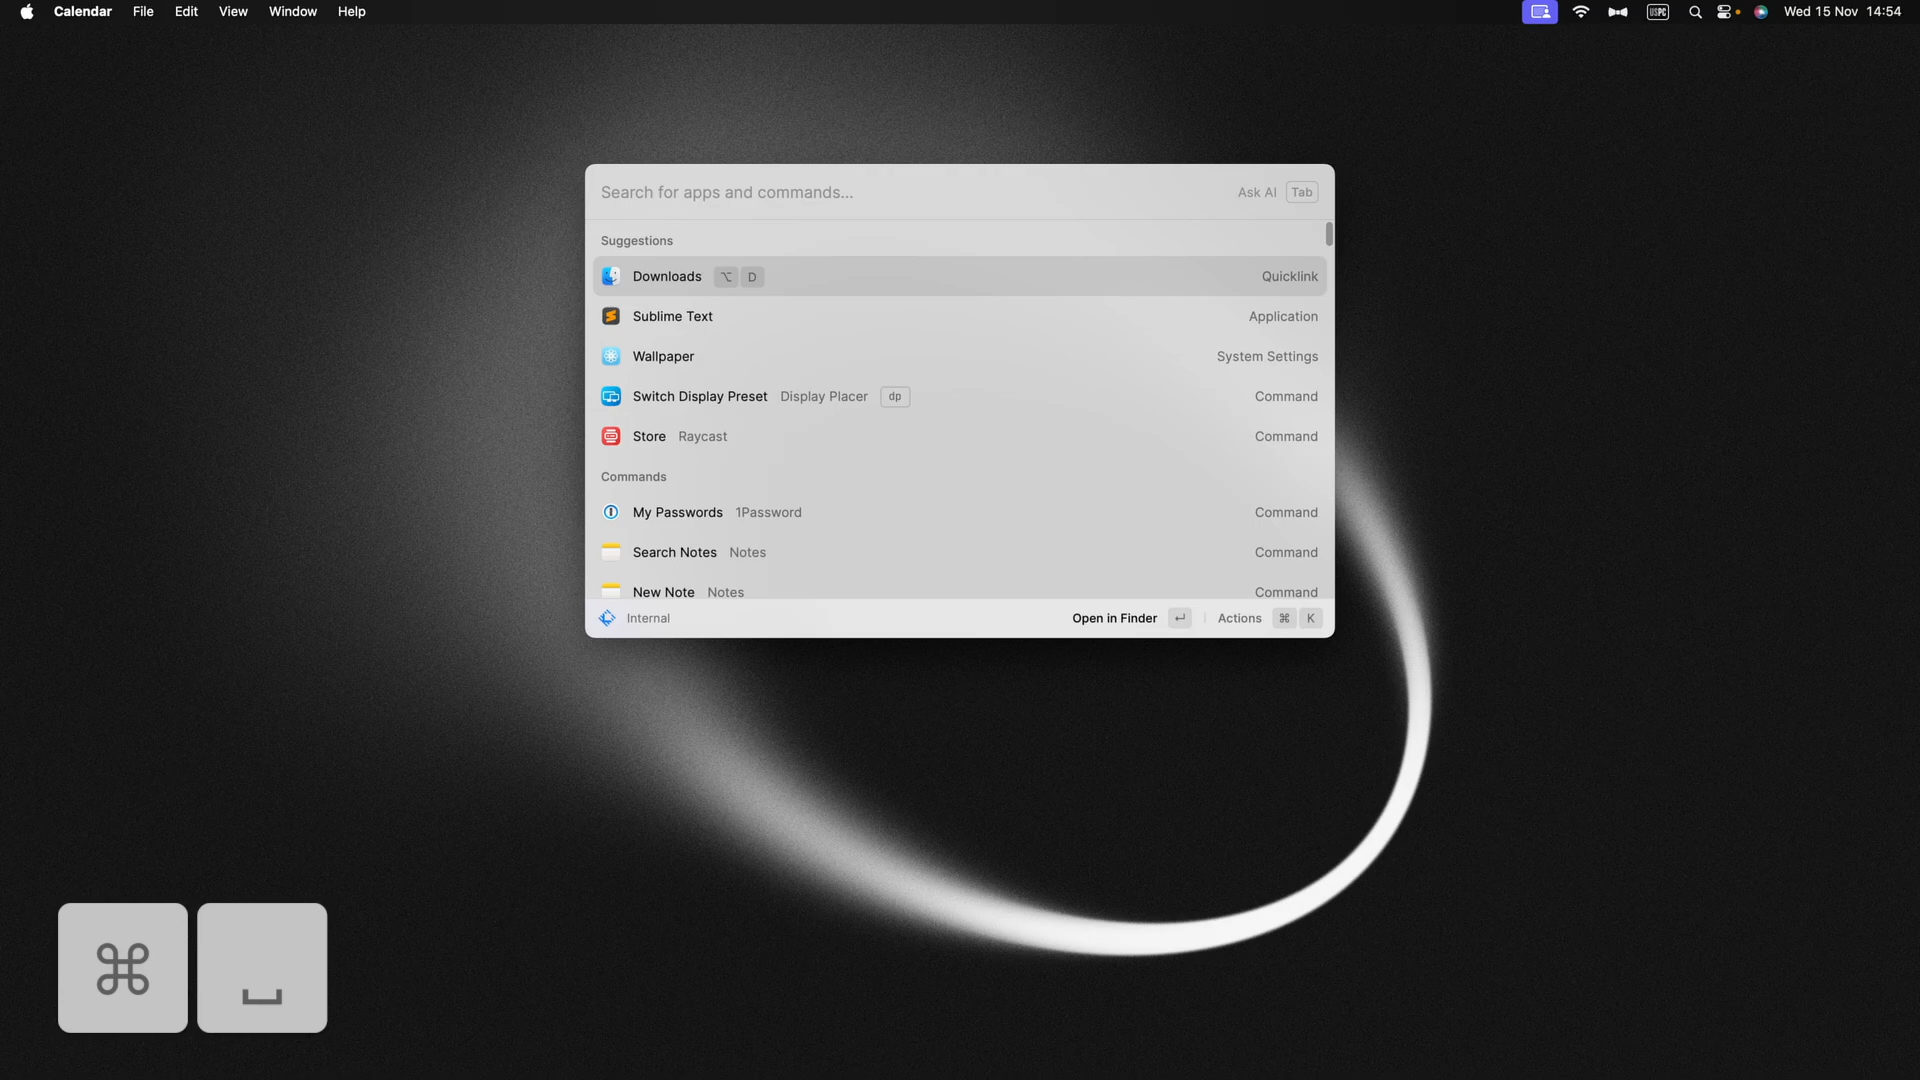 Calendar File Edit View Window Help USPC Wed 15 Nov 14:54
Search for apps and commands... Ask AI Tab
Suggestions
Downloads ⌥ D Quicklink
Sublime Text Application
Wallpaper System Settings
Switch Display Preset Display Placer dp Command
Store Raycast Command
Commands
My Passwords 1Password Command
Search Notes Notes Command
New Note Notes Command
Internal Open in Finder ↵ Actions ⌘ K
⌘ ␣